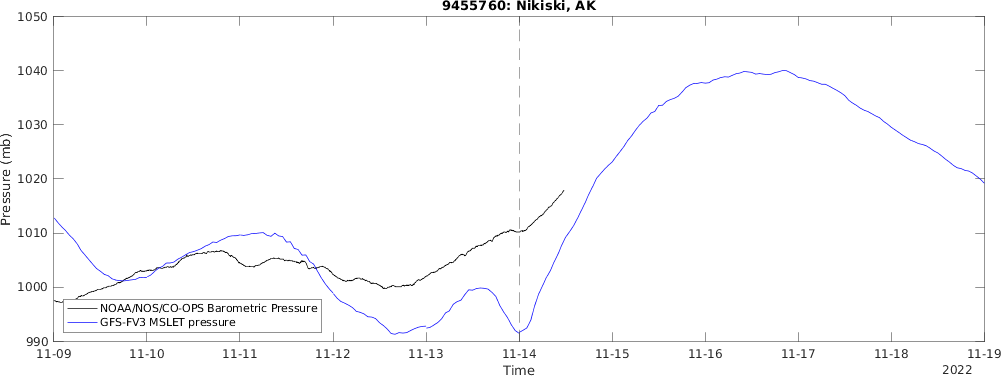 9455760: Nikiski, AK
1050
1040
1030
1020
1010
1000
990
Pressure (mb)
NOAA/NOS/CO-OPS Barometric Pressure
GFS-FV3 MSLET pressure
11-09 11-10 11-11 11-12 11-13 11-14 11-15 11-16 11-17 11-18 11-19
Time
2022